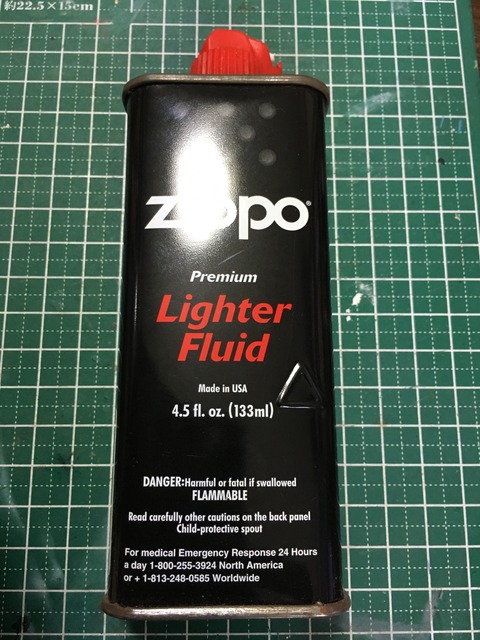 約22.5×15cm
Zippo®
Premium
Lighter
Fluid
Made in USA
4.5 fl. oz. (133ml)
DANGER:Harmful or fatal if swallowed
FLAMMABLE
Read carefully other cautions on the back panel
Child-protective spout
For medical Emergency Response 24 Hours
a day 1-800-255-3924 North America
or + 1-813-248-0585 Worldwide